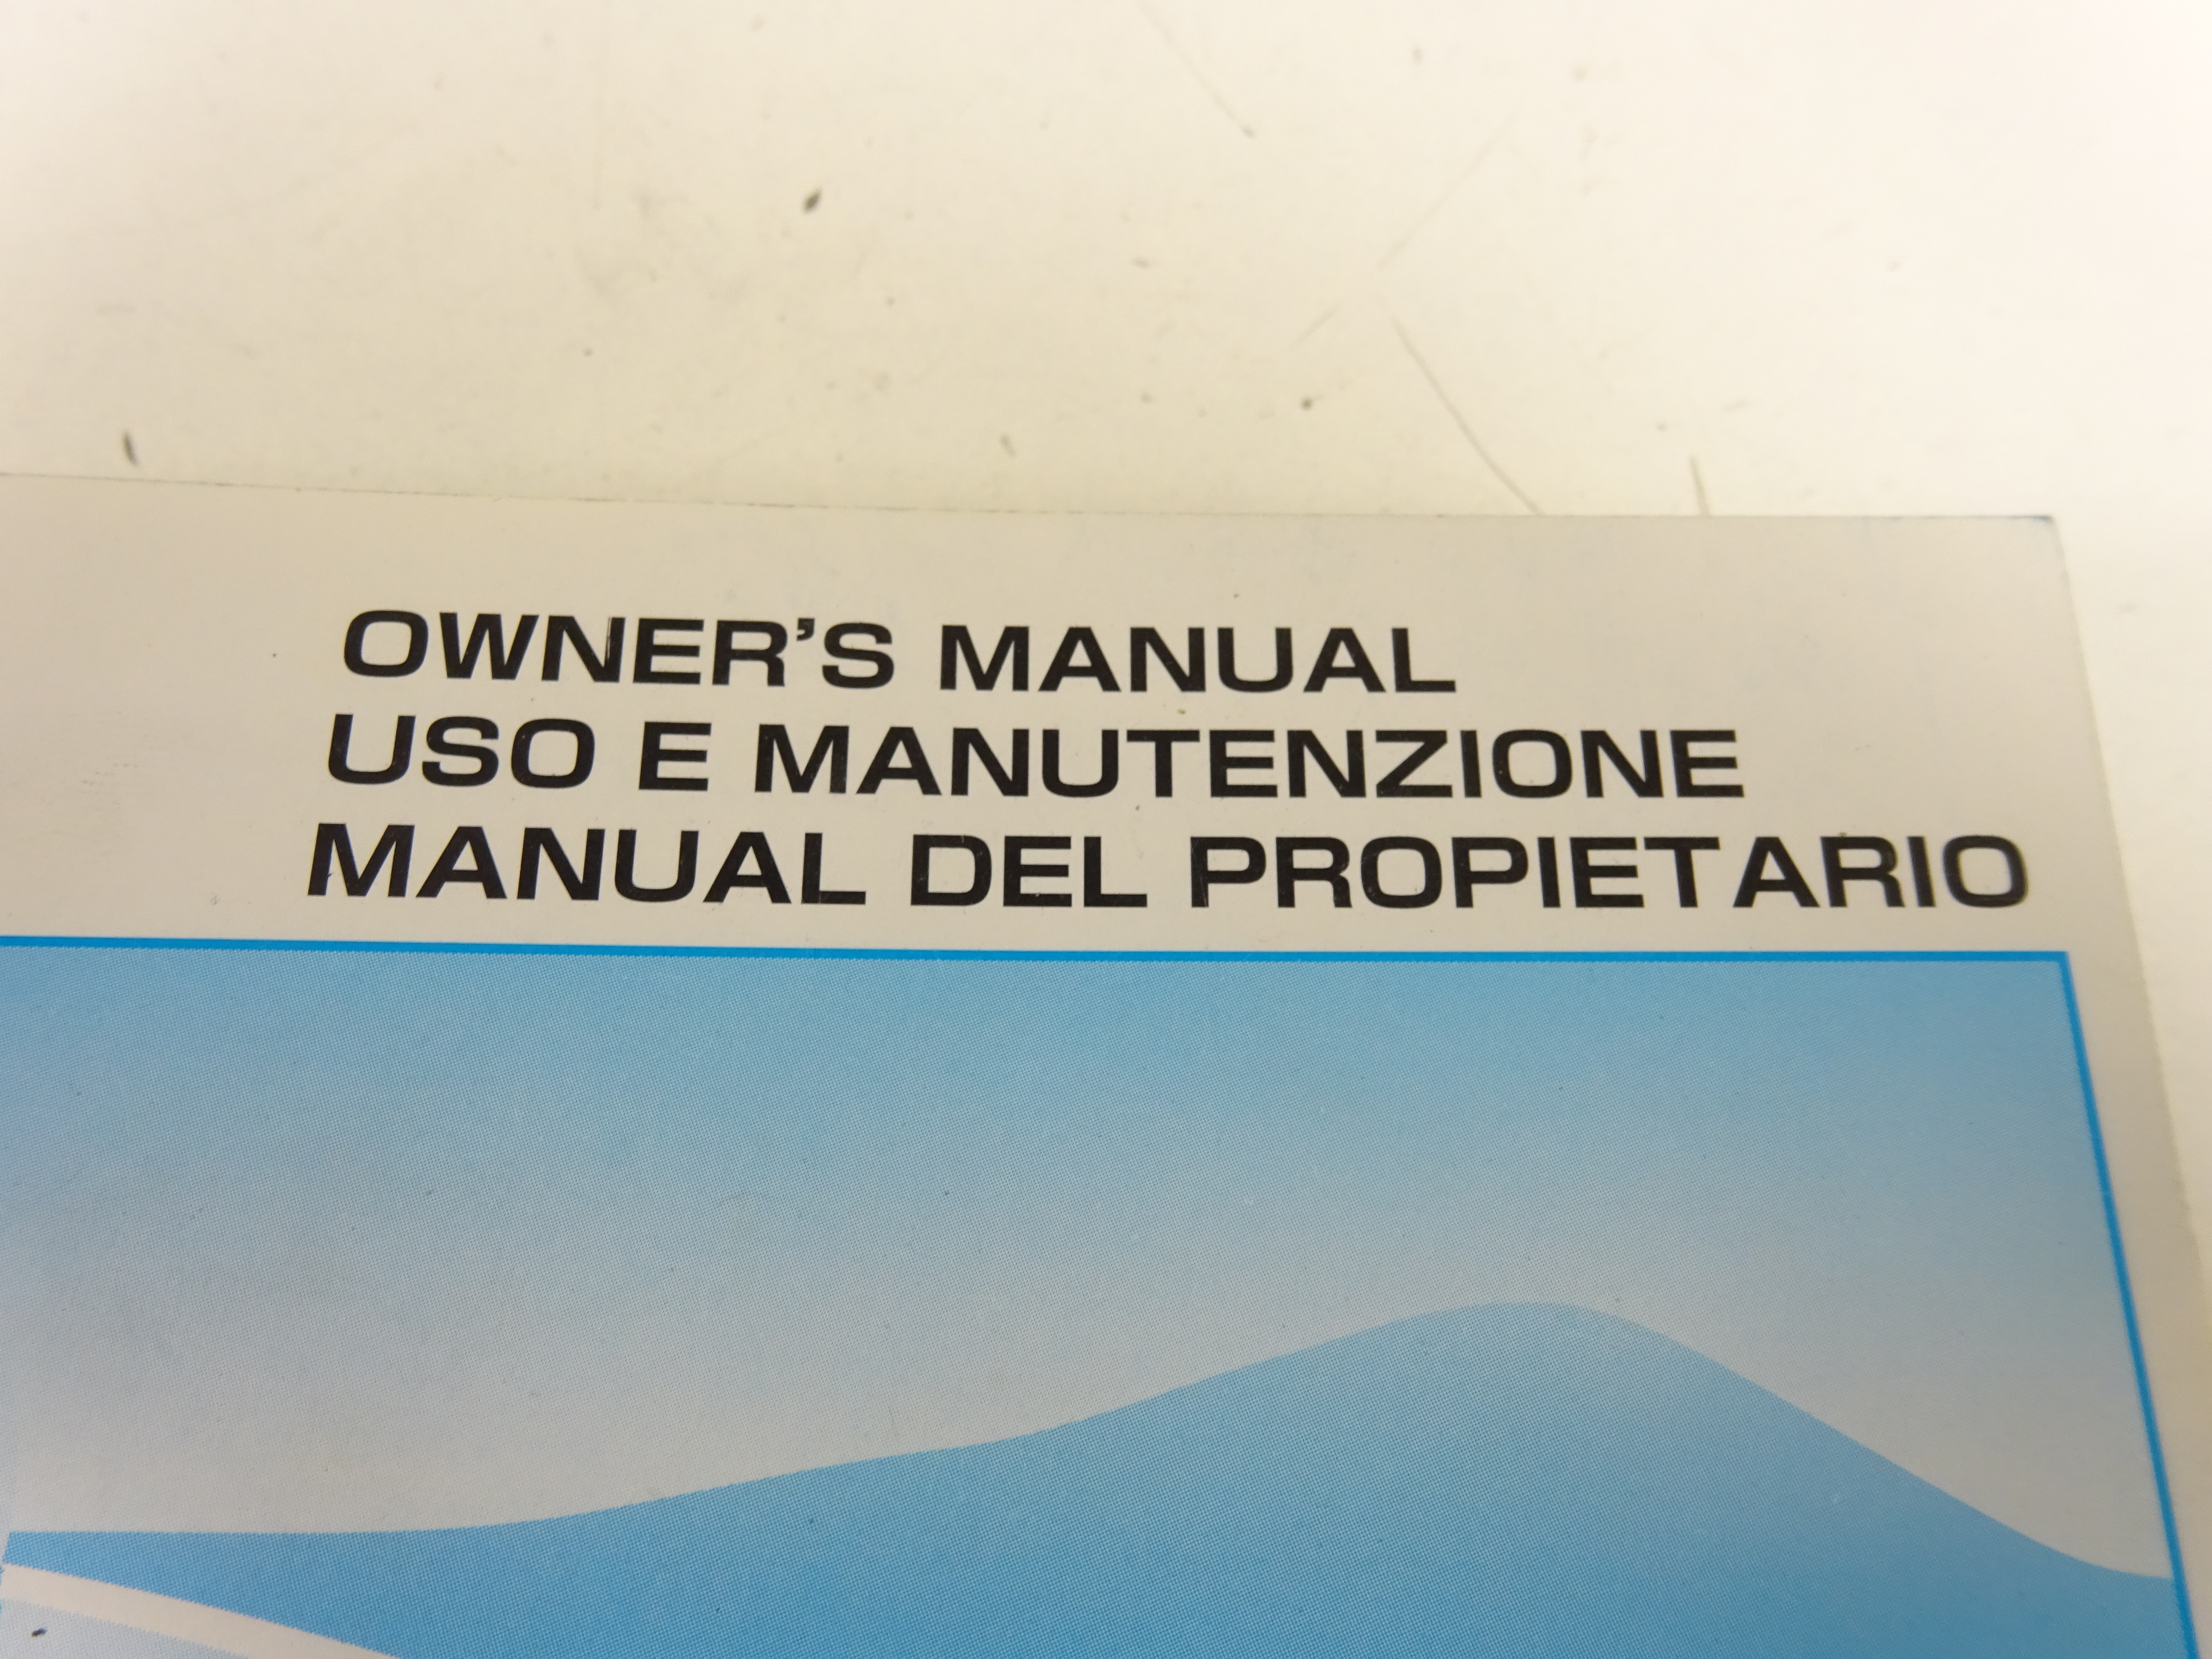 OWNER'S MANUAL
USO E MANUTENZIONE
MANUAL DEL PROPIETARIO